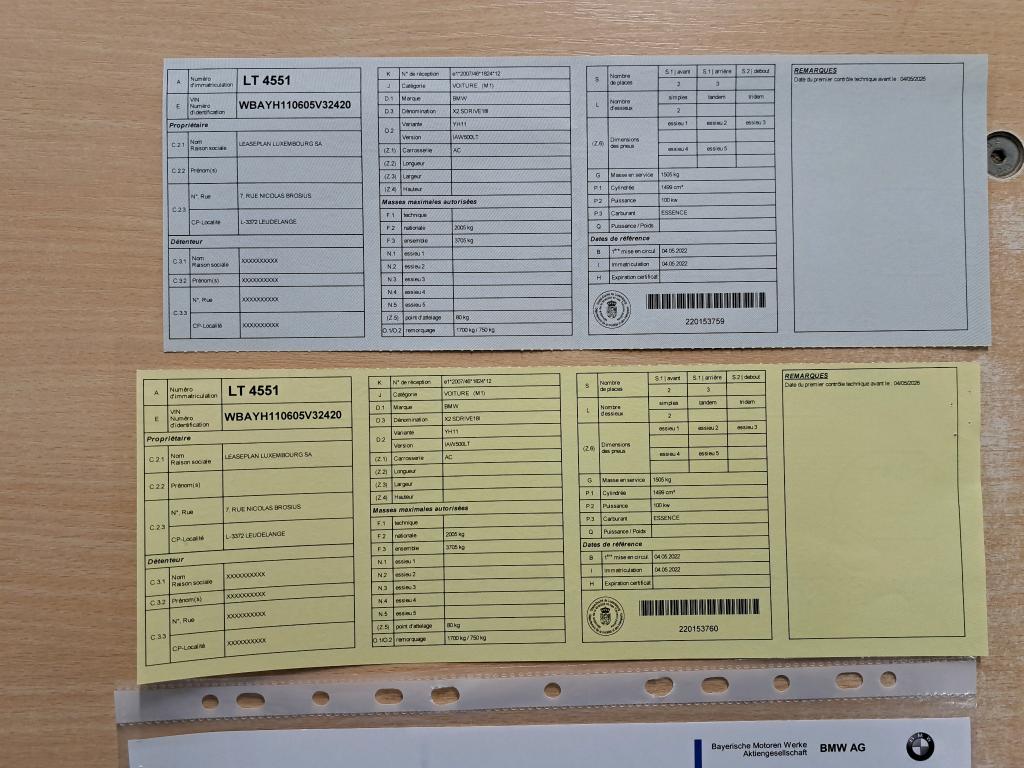 A Numéro d'immatriculation LT 4551
E VIN Numéro d'identification WBAYH110605V32420
Propriétaire
C.2.1 Nom Raison sociale LEASEPLAN LUXEMBOURG SA
C.2.2 Prénom(s)
C.2.3 N°, Rue 7, RUE NICOLAS BROSIUS
CP-Localité L-3372 LEUDELANGE
Détenteur
C.3.1 Nom Raison sociale XXXXXXXXXX
C.3.2 Prénom(s) XXXXXXXXXX
C.3.3 N°, Rue XXXXXXXXXX
CP-Localité XXXXXXXXXX
K N° de réception e1*2007/46*1824*12
J Catégorie VOITURE (M1)
D.1 Marque BMW
D.3 Dénomination X2 SDRIVE18I
D.2 Variante YH11
Version IAW500LT
(Z.1) Carrosserie AC
(Z.2) Longueur
(Z.3) Largeur
(Z.4) Hauteur
Masses maximales autorisées
F.1 technique
F.2 nationale 2005 kg
F.3 ensemble 3705 kg
N.1 essieu 1
N.2 essieu 2
N.3 essieu 3
N.4 essieu 4
N.5 essieu 5
(Z.5) point d'attelage 80 kg
O.1/O.2 remorquage 1700 kg / 750 kg
S Nombre de places S.1 | avant S.1 | arrière S.2 | debout
2 3
L Nombre d'essieux simples tandem tridem
2
(Z.6) Dimensions des pneus essieu 1 essieu 2 essieu 3
essieu 4 essieu 5
G Masse en service 1505 kg
P.1 Cylindrée 1499 cm³
P.2 Puissance 100 kw
P.3 Carburant ESSENCE
Q Puissance / Poids
Dates de référence
B 1ère mise en circul 04.05.2022
I Immatriculation 04.05.2022
H Expiration certificat
220153759
REMARQUES
Date du premier contrôle technique avant le : 04/05/2026
A Numéro d'immatriculation LT 4551
E VIN Numéro d'identification WBAYH110605V32420
Propriétaire
C.2.1 Nom Raison sociale LEASEPLAN LUXEMBOURG SA
C.2.2 Prénom(s)
C.2.3 N°, Rue 7, RUE NICOLAS BROSIUS
CP-Localité L-3372 LEUDELANGE
Détenteur
C.3.1 Nom Raison sociale XXXXXXXXXX
C.3.2 Prénom(s) XXXXXXXXXX
C.3.3 N°, Rue XXXXXXXXXX
CP-Localité XXXXXXXXXX
K N° de réception e1*2007/46*1824*12
J Catégorie VOITURE (M1)
D.1 Marque BMW
D.3 Dénomination X2 SDRIVE18I
D.2 Variante YH11
Version IAW500LT
(Z.1) Carrosserie AC
(Z.2) Longueur
(Z.3) Largeur
(Z.4) Hauteur
Masses maximales autorisées
F.1 technique
F.2 nationale 2005 kg
F.3 ensemble 3705 kg
N.1 essieu 1
N.2 essieu 2
N.3 essieu 3
N.4 essieu 4
N.5 essieu 5
(Z.5) point d'attelage 80 kg
O.1/O.2 remorquage 1700 kg / 750 kg
S Nombre de places S.1 | avant S.1 | arrière S.2 | debout
2 3
L Nombre d'essieux simples tandem tridem
2
(Z.6) Dimensions des pneus essieu 1 essieu 2 essieu 3
essieu 4 essieu 5
G Masse en service 1505 kg
P.1 Cylindrée 1499 cm³
P.2 Puissance 100 kw
P.3 Carburant ESSENCE
Q Puissance / Poids
Dates de référence
B 1ère mise en circul 04.05.2022
I Immatriculation 04.05.2022
H Expiration certificat
220153760
REMARQUES
Date du premier contrôle technique avant le : 04/05/2026
Bayerische Motoren Werke
Aktiengesellschaft
BMW AG
BMW